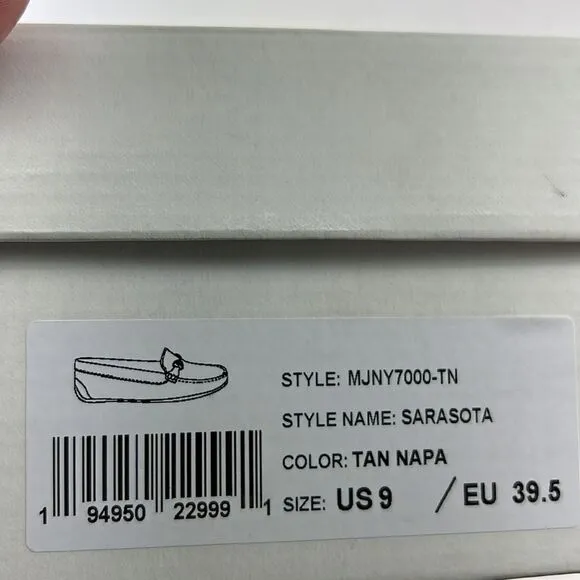 STYLE: MJNY7000-TN
STYLE NAME: SARASOTA
COLOR: TAN NAPA
SIZE: US 9 / EU 39.5
1 94950 22999 1